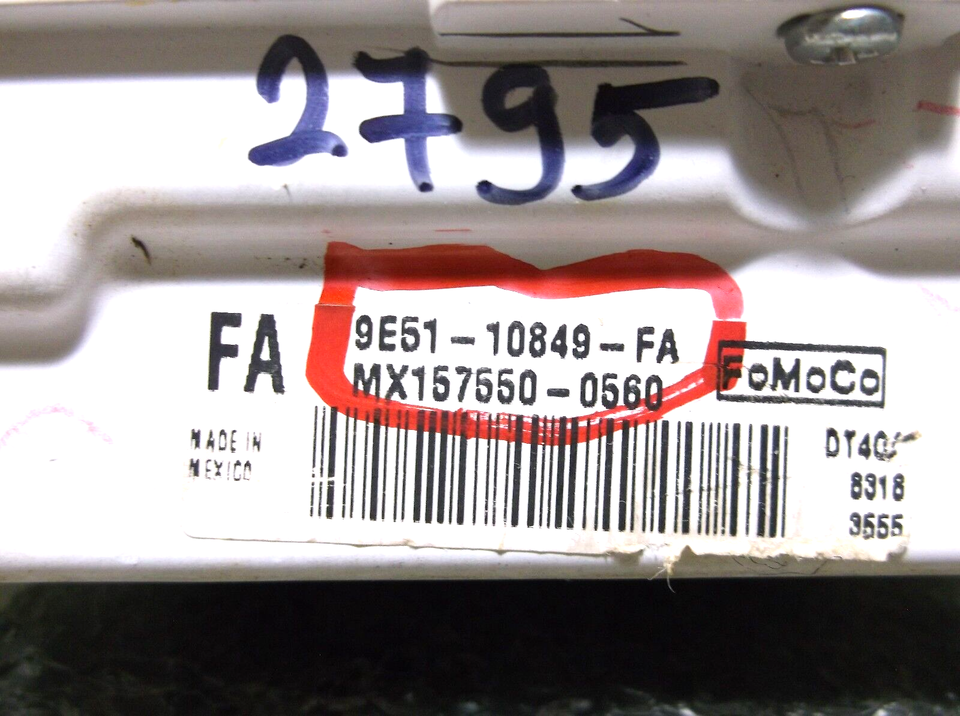 2795
FA
9E51-10849-FA
MX157550-0560
FoMoCo
MADE IN
MEXICO
8318
3555